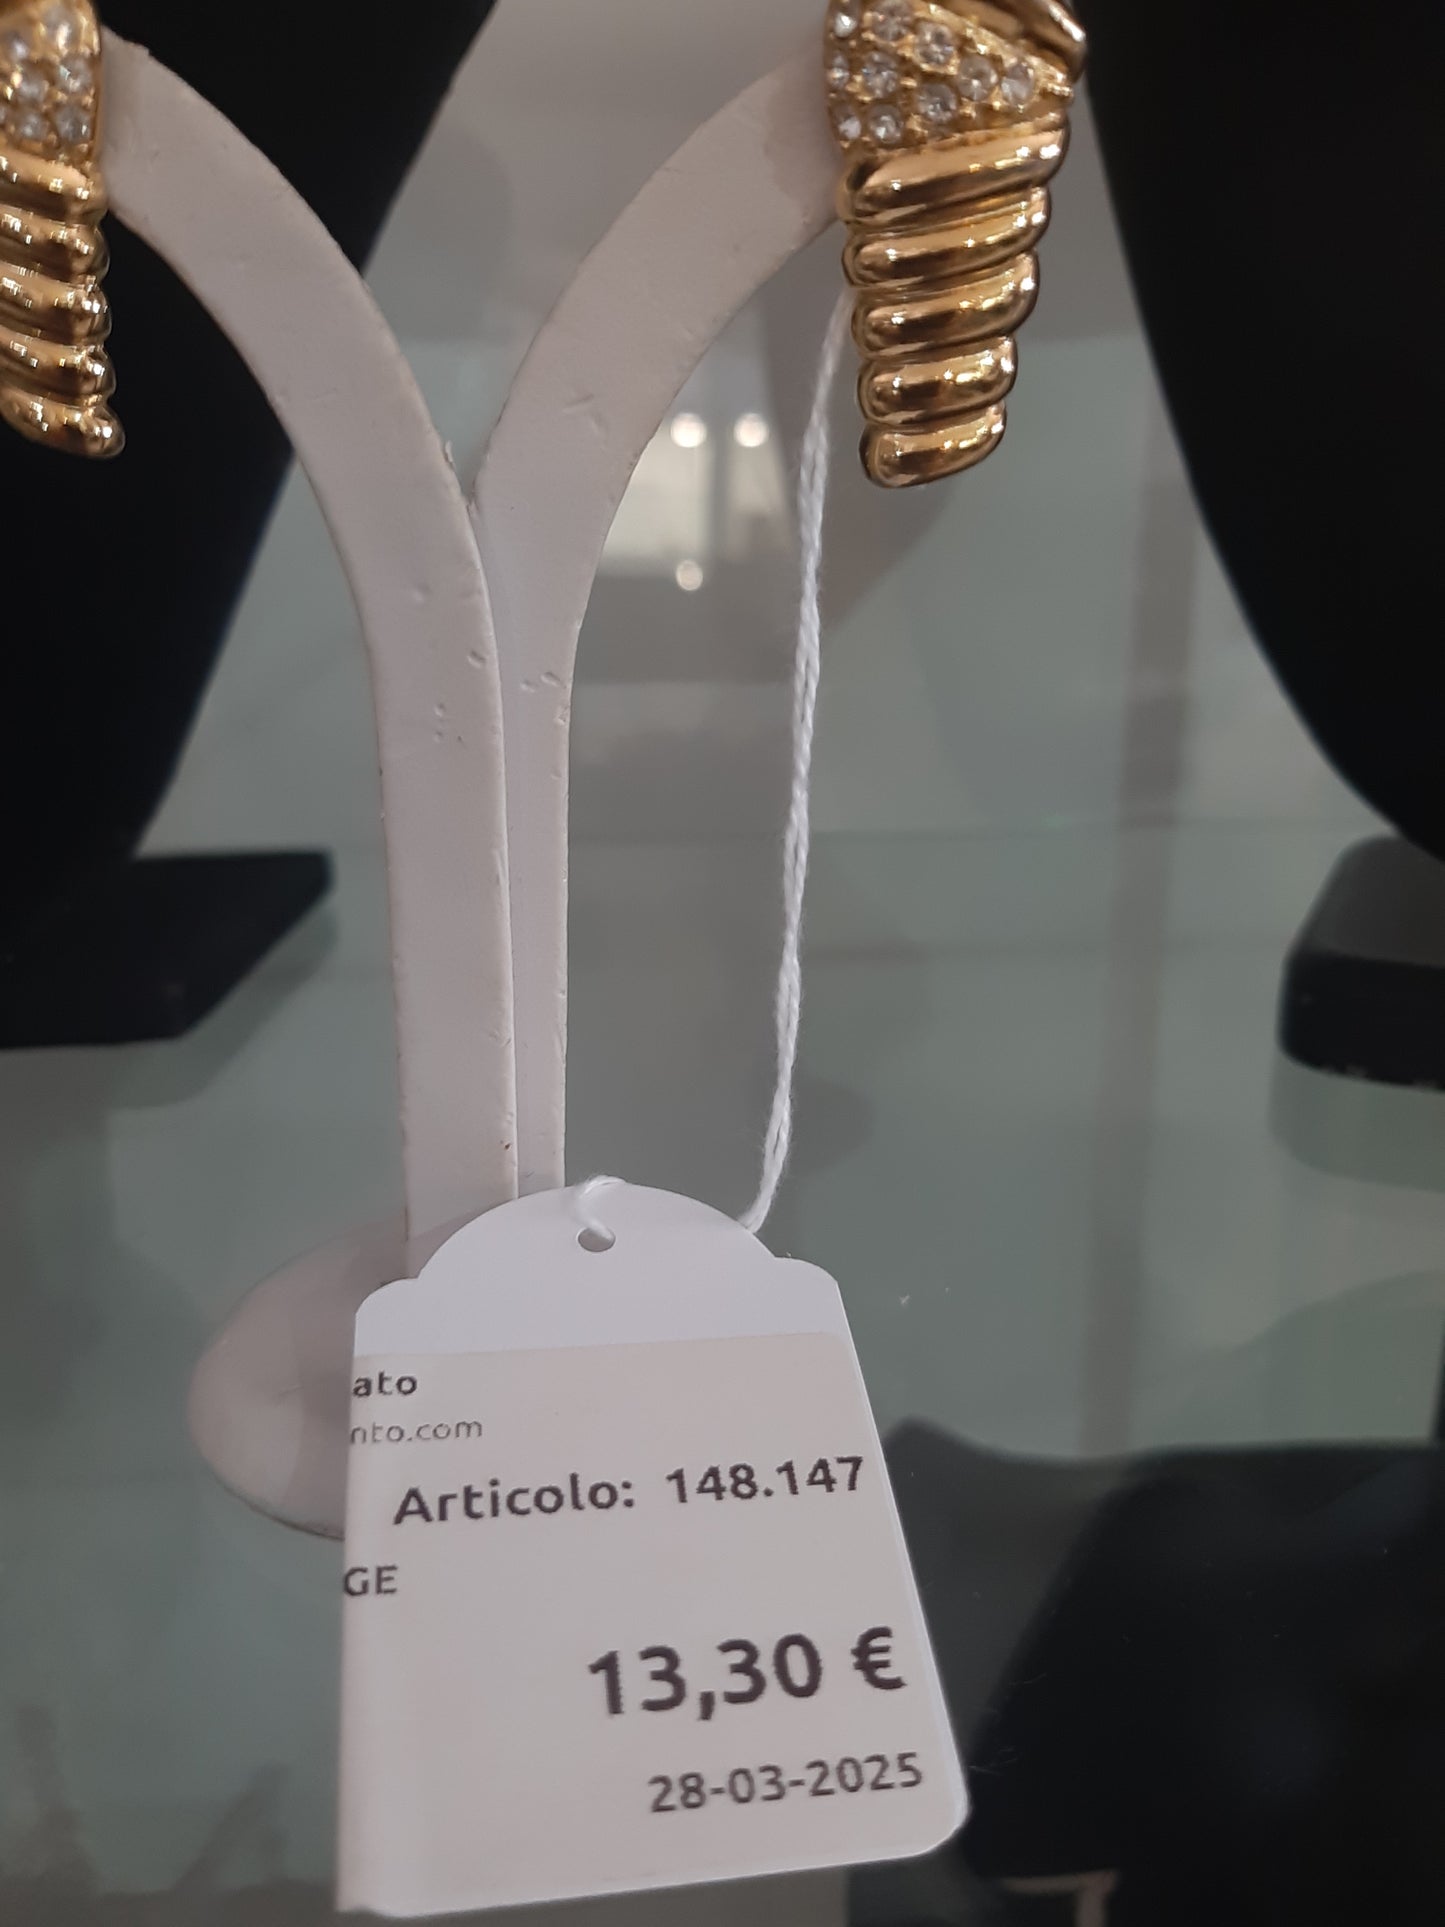 ato
nto.com
Articolo: 148.147
GE
13,30 €
28-03-2025